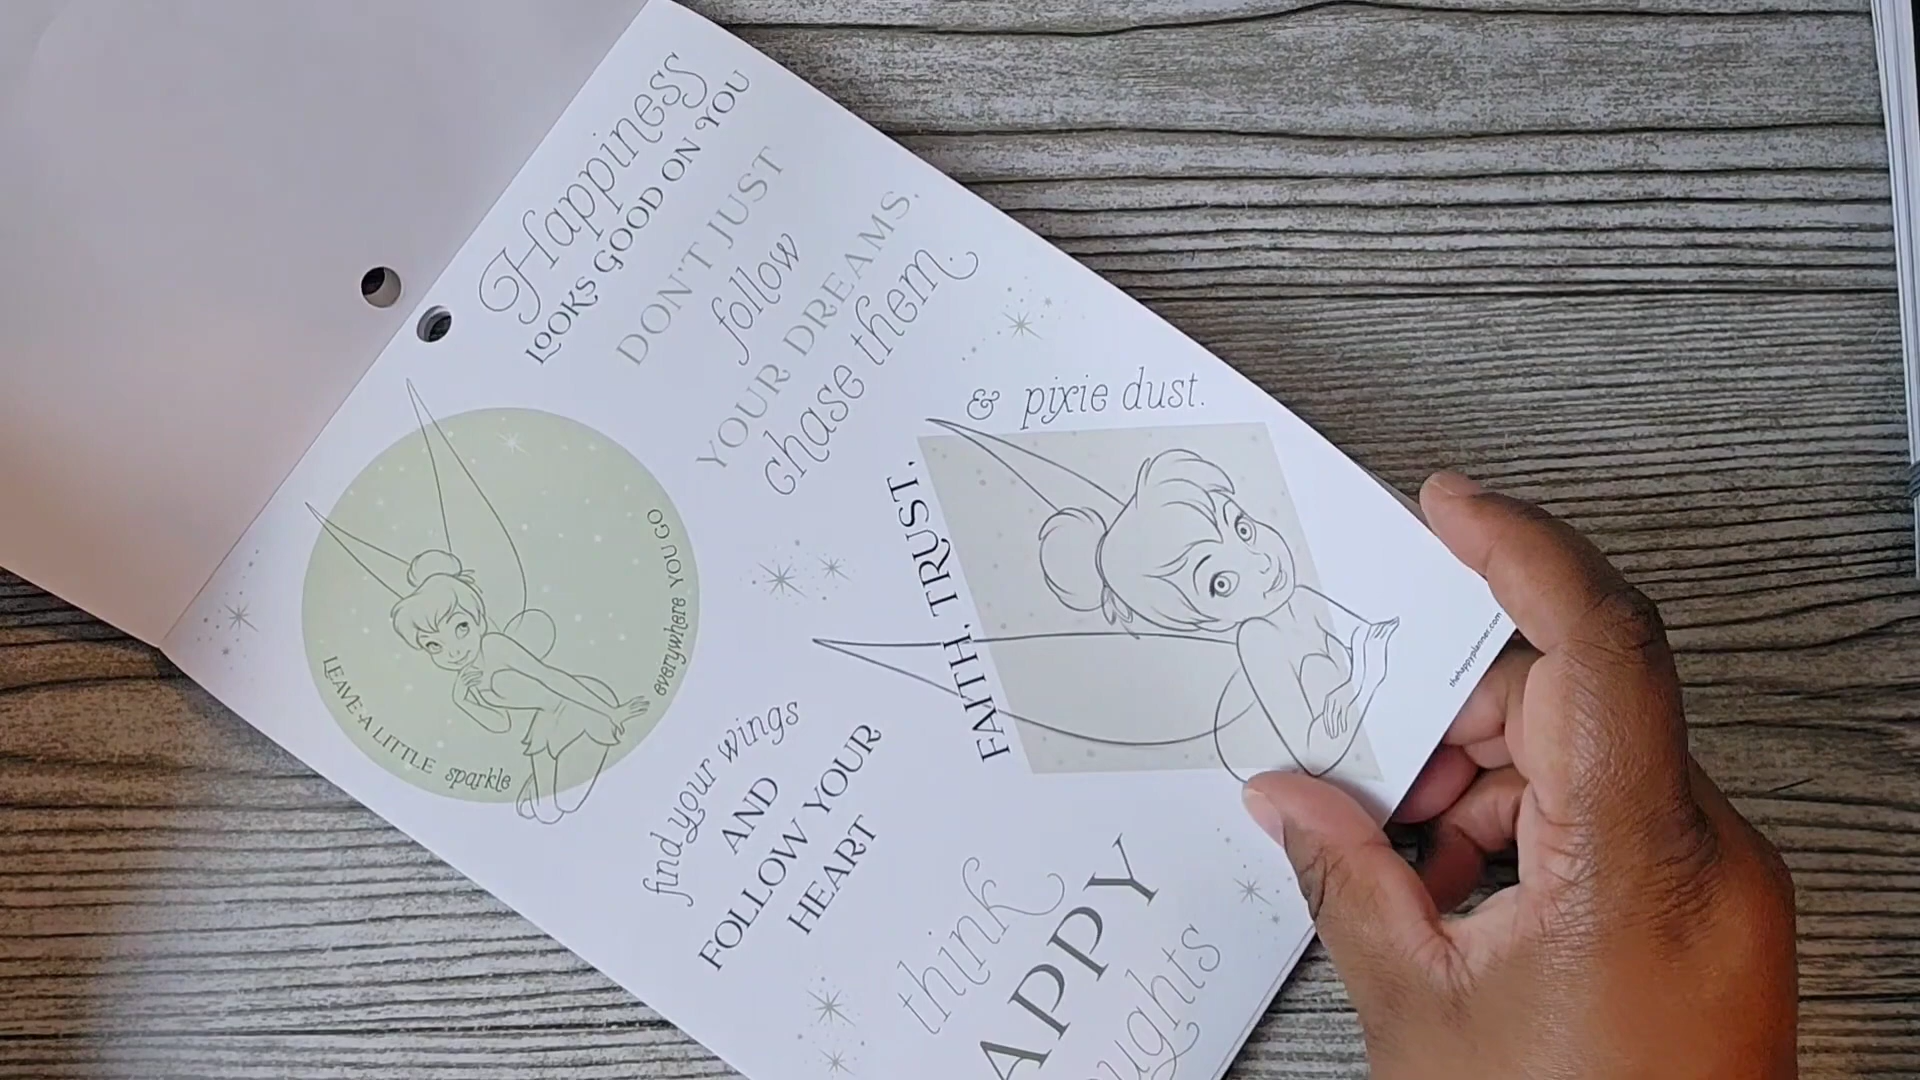 Happiness
LOOKS GOOD ON YOU
DON'T JUST
follow
YOUR DREAMS.
chase them
LEAVE A LITTLE sparkle
everywhere YOU GO
FAITH, TRUST,
& pixie dust.
find your wings
AND
FOLLOW YOUR
HEART
think
APPY
ughts
thehappyplanner.com